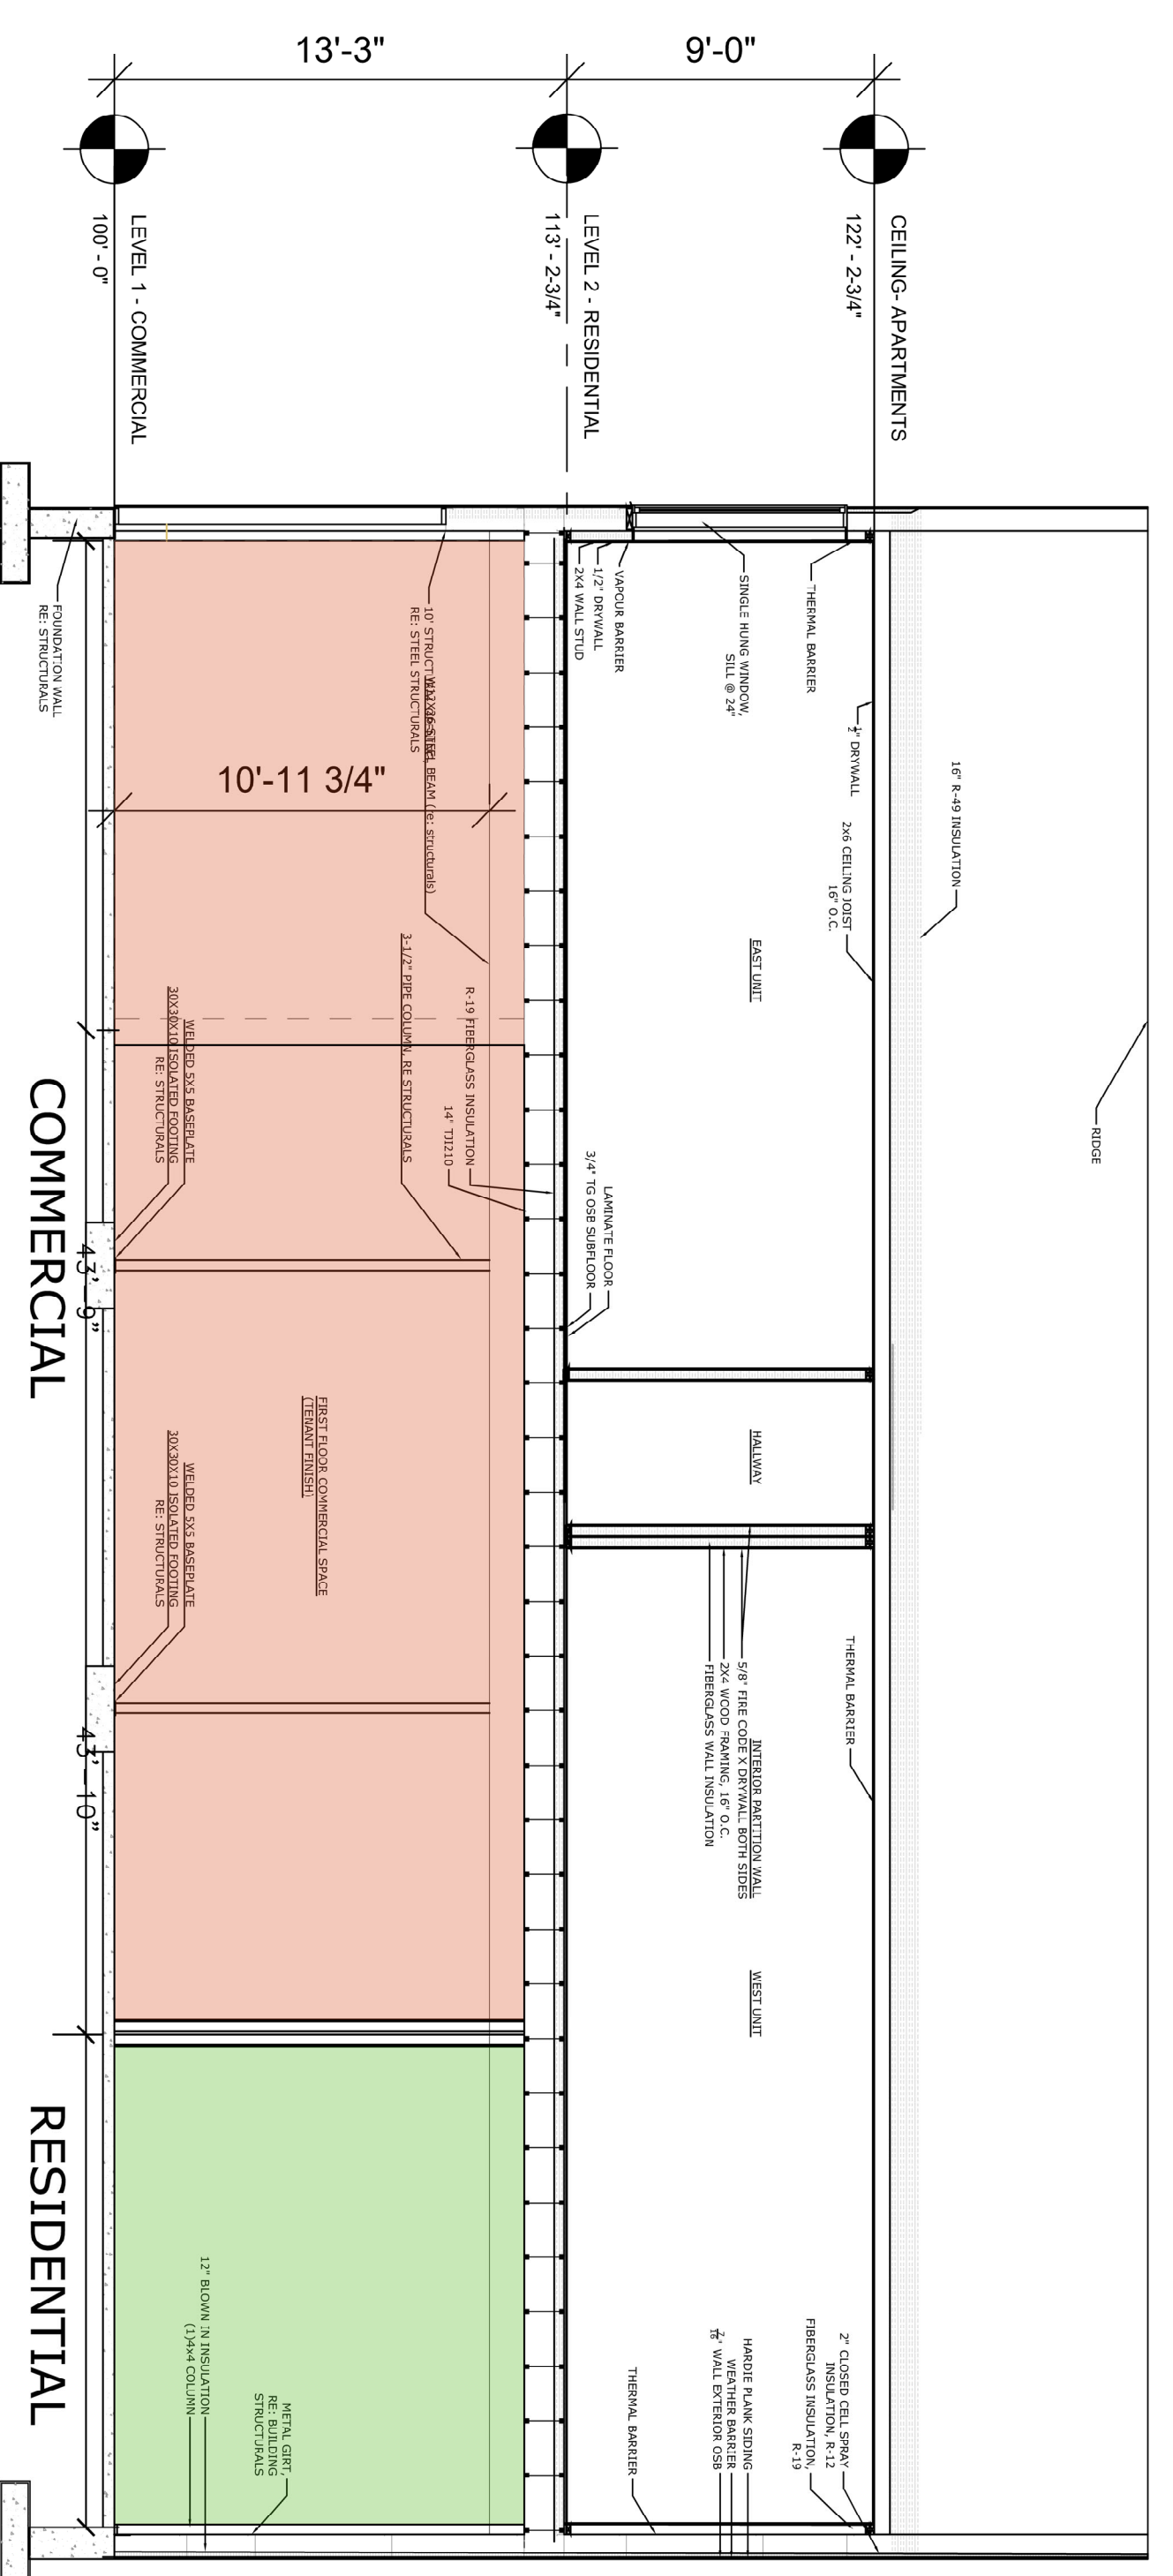 13'-3"
9'-0"
CEILING- APARTMENTS
122' - 2-3/4"
LEVEL 2 - RESIDENTIAL
113' - 2-3/4"
LEVEL 1 - COMMERCIAL
100' - 0"
RIDGE
16" R-49 INSULATION
1/2" DRYWALL
2x6 CEILING JOIST
16" O.C.
THERMAL BARRIER
SINGLE HUNG WINDOW,
SILL @ 24"
VAPOUR BARRIER
1/2" DRYWALL
2X4 WALL STUD
EAST UNIT
LAMINATE FLOOR
3/4" TG OSB SUBFLOOR
HALLWAY
THERMAL BARRIER
INTERIOR PARTITION WALL
5/8" FIRE CODE X DRYWALL BOTH SIDES
2X4 WOOD FRAMING, 16" O.C.
FIBERGLASS WALL INSULATION
WEST UNIT
2" CLOSED CELL SPRAY
INSULATION, R-12
FIBERGLASS INSULATION,
R-19
HARDIE PLANK SIDING
WEATHER BARRIER
7/16" WALL EXTERIOR OSB
THERMAL BARRIER
10' STRUCT
STEEL BEAM (re: structurals)
RE: STEEL STRUCTURALS
10'-11 3/4"
R-19 FIBERGLASS INSULATION
14" TJI210
3-1/2" PIPE COLUMN, RE STRUCTURALS
WELDED 5X5 BASEPLATE
30X30X10 ISOLATED FOOTING
RE: STRUCTURALS
FIRST FLOOR COMMERCIAL SPACE
(TENANT FINISH)
WELDED 5X5 BASEPLATE
30X30X10 ISOLATED FOOTING
RE: STRUCTURALS
METAL GIRT,
RE: BUILDING
STRUCTURALS
12" BLOWN IN INSULATION
(1)4x4 COLUMN
FOUNDATION WALL
RE: STRUCTURALS
43' - 9"
43' - 10"
COMMERCIAL
RESIDENTIAL